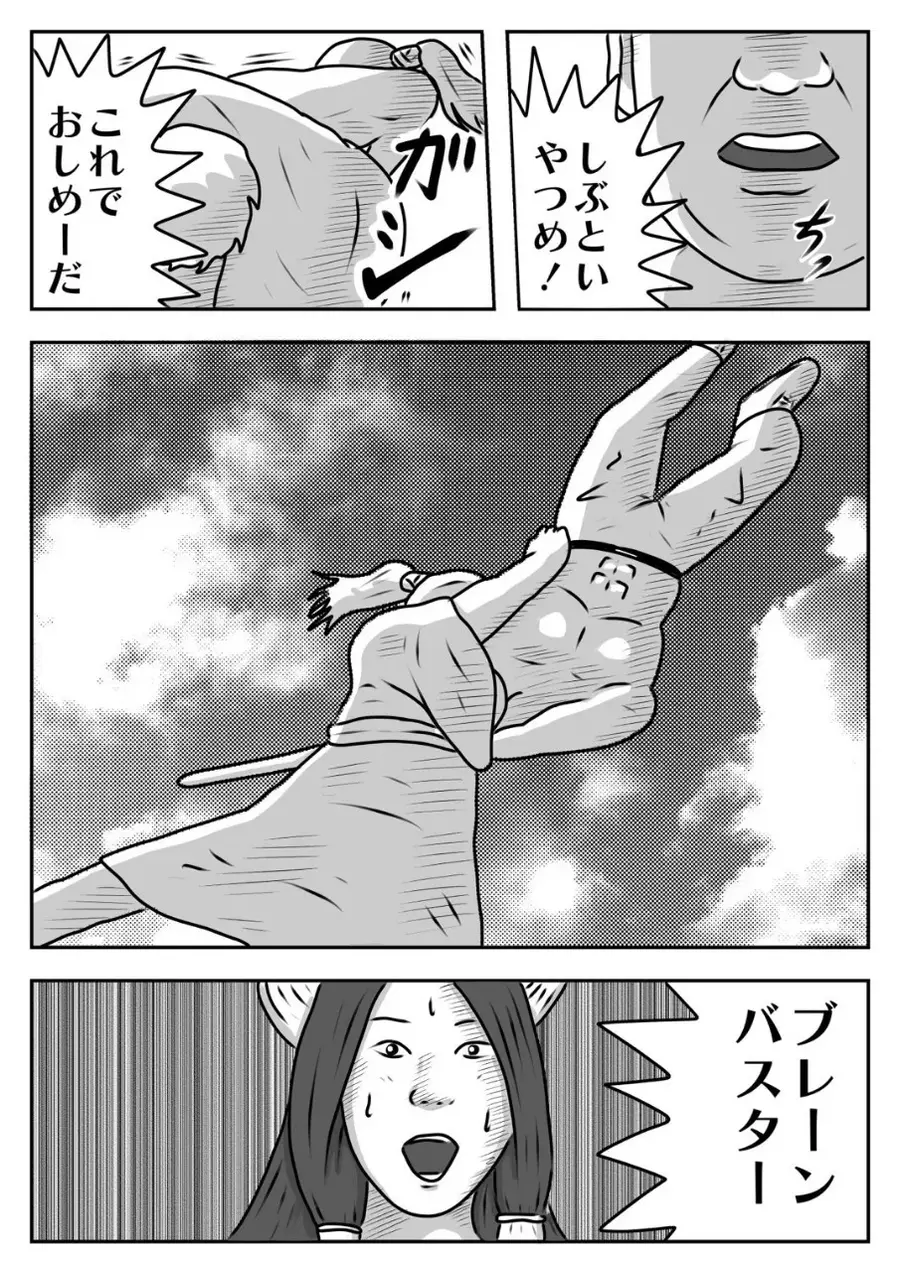 しぶとい
やつめ！
ちっ
ガシッ
これで
おしめーだ
ブレーン
バスター